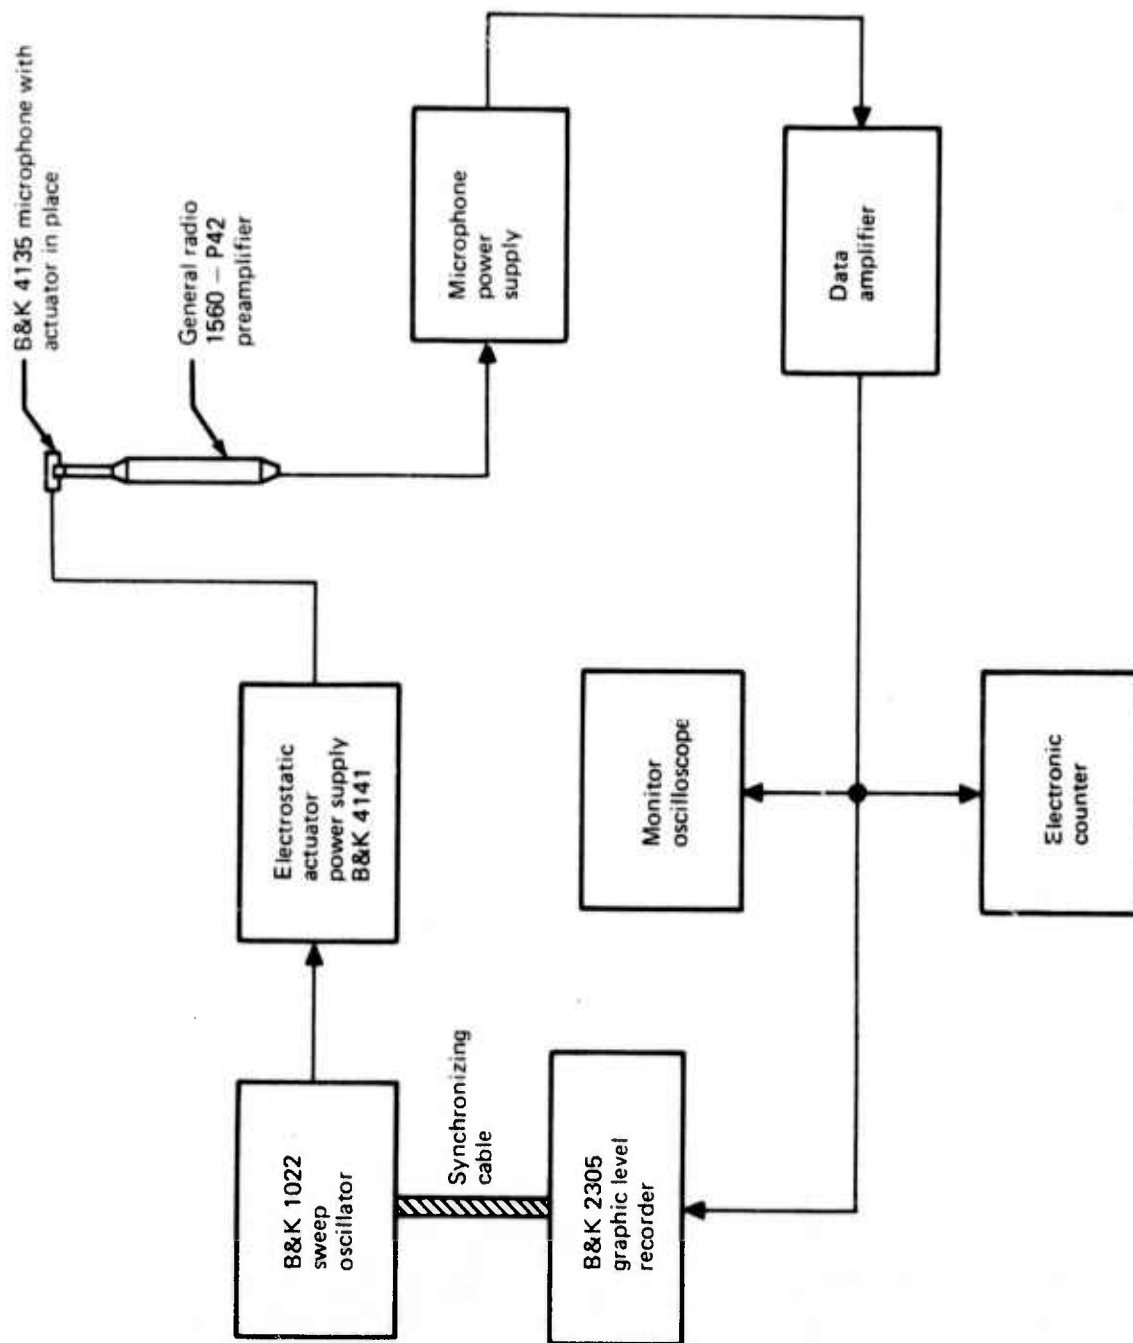 B&K 1022
sweep
oscillator
Electrostatic
actuator
power supply
B&K 4141
B&K 4135 microphone with
actuator in place
General radio
1560 – P42
preamplifier
Synchronizing
cable
Microphone
power
supply
B&K 2305
graphic level
recorder
Monitor
oscilloscope
Data
amplifier
Electronic
counter